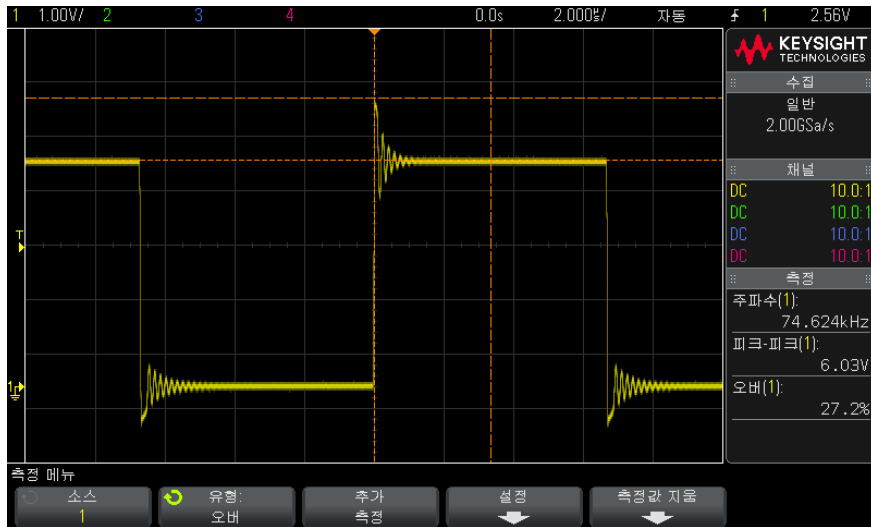 1 1.00V/ 2 3 4 0.0s 2.000㎲/ 자동 1 2.56V
KEYSIGHT
TECHNOLOGIES
수집
일반
2.00GSa/s
채널
DC 10.0:1
DC 10.0:1
DC 10.0:1
DC 10.0:1
측정
주파수(1):
74.624kHz
피크-피크(1):
6.03V
오버(1):
27.2%
T
1
측정 메뉴
소스
1
유형:
오버
추가
측정
설정
측정값 지움